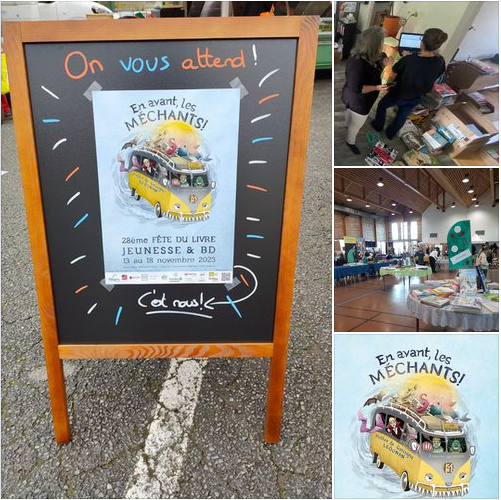 On vous attend!
En avant, les
MÉCHANTS!
28ème FÊTE DU LIVRE
JEUNESSE & BD
13 au 18 novembre 2023
C'est nous!
En avant, les
MÉCHANTS!